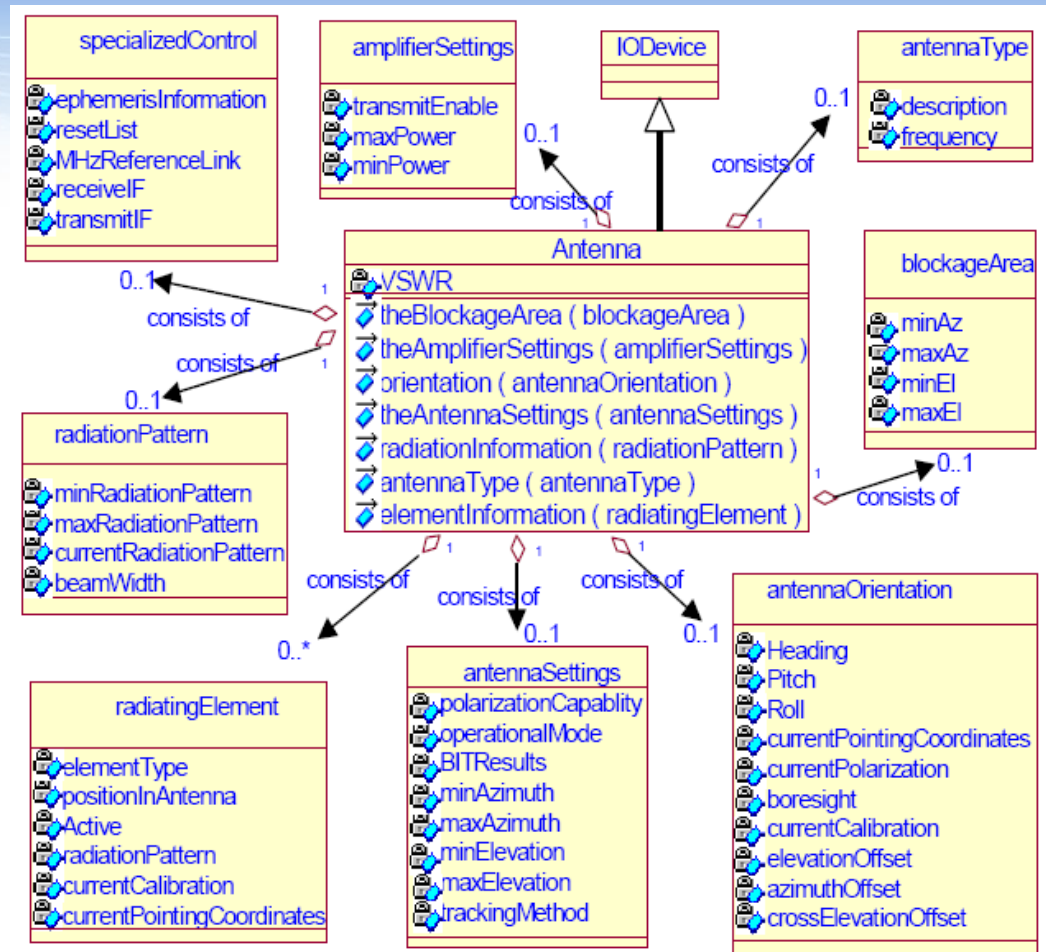 specializedControl
ephemerisInformation
resetList
MHzReferenceLink
receiveIF
transmitIF
amplifierSettings
transmitEnable
maxPower
minPower
IODevice
antennaType
description
frequency
0..1
consists of
1
0..1
consists of
1
0..1
consists of
1
0..1
consists of
1
Antenna
VSWR
theBlockageArea ( blockageArea )
theAmplifierSettings ( amplifierSettings )
orientation ( antennaOrientation )
theAntennaSettings ( antennaSettings )
radiationInformation ( radiationPattern )
antennaType ( antennaType )
elementInformation ( radiatingElement )
blockageArea
minAz
maxAz
minEl
maxEl
1
0..1
consists of
radiationPattern
minRadiationPattern
maxRadiationPattern
currentRadiationPattern
beamWidth
1
consists of
0..*
1
consists of
0..1
1
consists of
0..1
radiatingElement
elementType
positionInAntenna
Active
radiationPattern
currentCalibration
currentPointingCoordinates
antennaSettings
polarizationCapablity
operationalMode
BITResults
minAzimuth
maxAzimuth
minElevation
maxElevation
trackingMethod
antennaOrientation
Heading
Pitch
Roll
currentPointingCoordinates
currentPolarization
boresight
currentCalibration
elevationOffset
azimuthOffset
crossElevationOffset